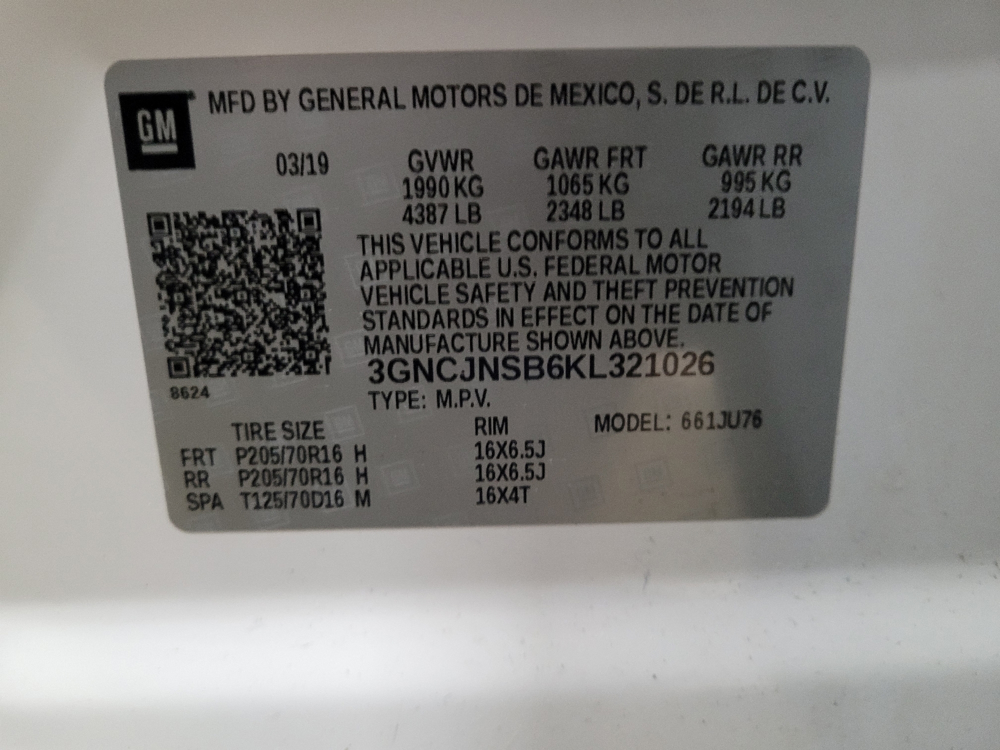 GM MFD BY GENERAL MOTORS DE MEXICO, S. DE R.L. DE C.V.
03/19 GVWR GAWR FRT GAWR RR
1990 KG 1065 KG 995 KG
4387 LB 2348 LB 2194 LB
THIS VEHICLE CONFORMS TO ALL
APPLICABLE U.S. FEDERAL MOTOR
VEHICLE SAFETY AND THEFT PREVENTION
STANDARDS IN EFFECT ON THE DATE OF
MANUFACTURE SHOWN ABOVE.
3GNCJNSB6KL321026
8624
TYPE: M.P.V.
TIRE SIZE RIM MODEL: 661JU76
FRT P205/70R16 H 16X6.5J
RR P205/70R16 H 16X6.5J
SPA T125/70D16 M 16X4T